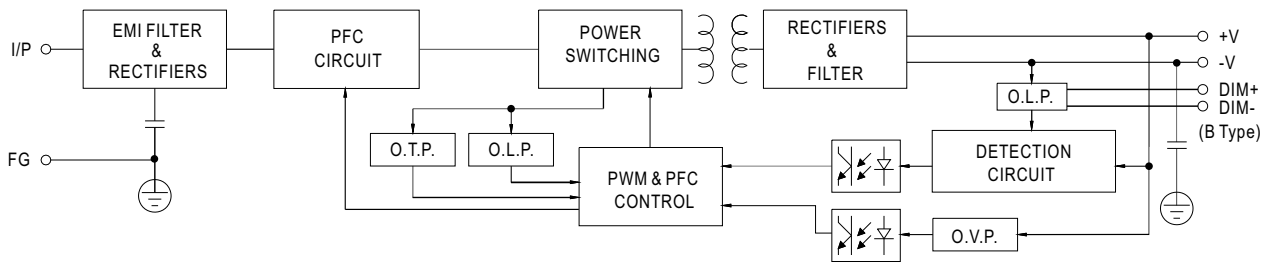 I/P
EMI FILTER
&
RECTIFIERS
PFC
CIRCUIT
POWER
SWITCHING
RECTIFIERS
&
FILTER
+V
-V
DIM+
DIM-
(B Type)
O.L.P.
FG
O.T.P.
O.L.P.
PWM & PFC
CONTROL
DETECTION
CIRCUIT
O.V.P.